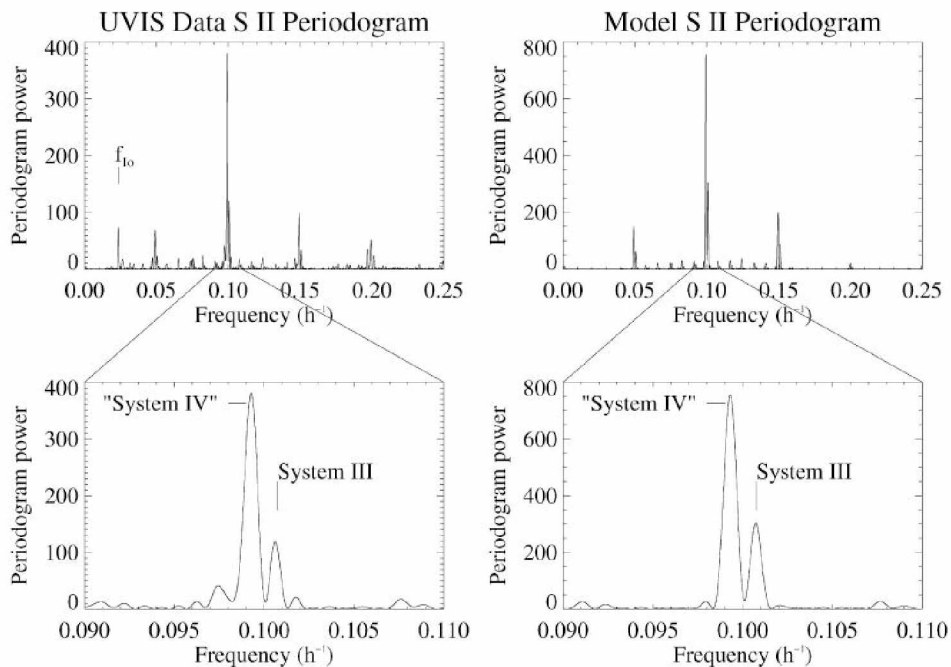 UVIS Data S II Periodogram
Periodogram power
400
300
200
100
0
f_Io
0.00 0.05 0.10 0.15 0.20 0.25
Frequency (h⁻¹)
Model S II Periodogram
Periodogram power
800
600
400
200
0
0.00 0.05 0.10 0.15 0.20 0.25
Frequency (h⁻¹)
Periodogram power
400
300
200
100
0
"System IV"
System III
0.090 0.095 0.100 0.105 0.110
Frequency (h⁻¹)
Periodogram power
800
600
400
200
0
"System IV"
System III
0.090 0.095 0.100 0.105 0.110
Frequency (h⁻¹)